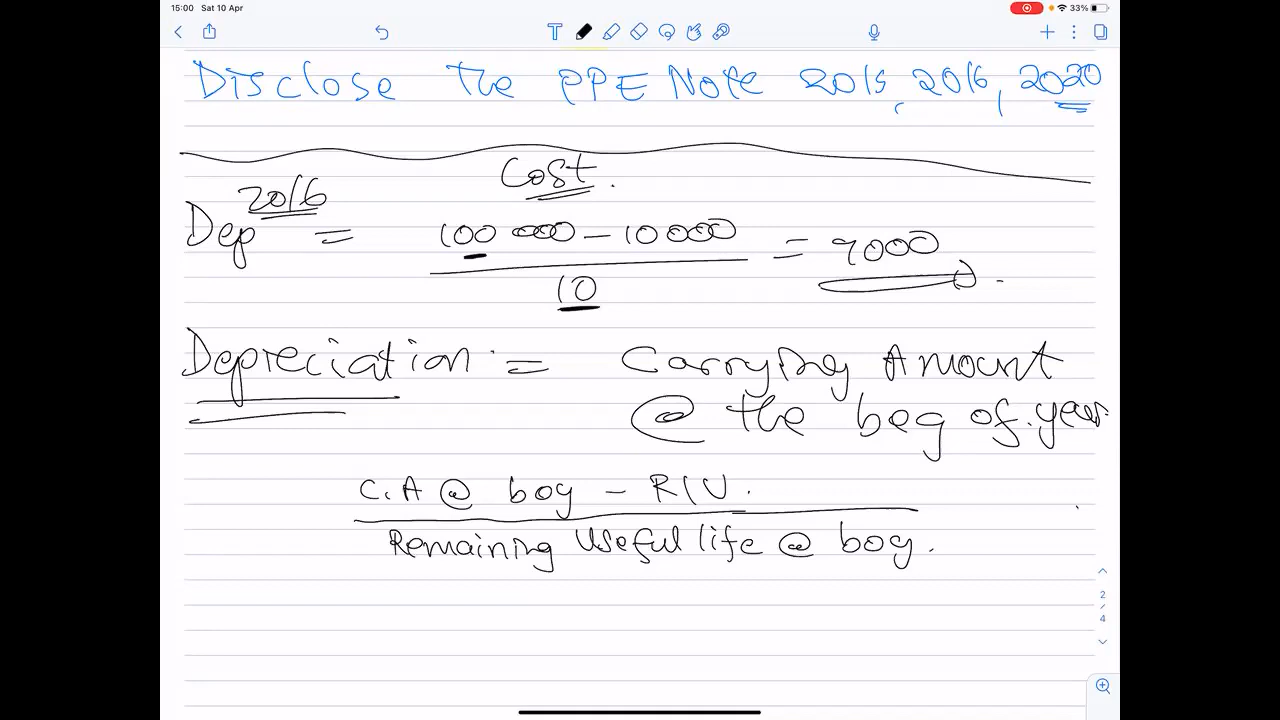 15:00 Sat 10 Apr
33%
Disclose the PPE Note 2015, 2016, 2020
Cost.
Dep 2016 = 100 000 - 10 000 = 9000
10
Depreciation = Carrying Amount
@ the beg of year
C.A @ boy - R/V.
Remaining Useful life @ boy.
2
/
4